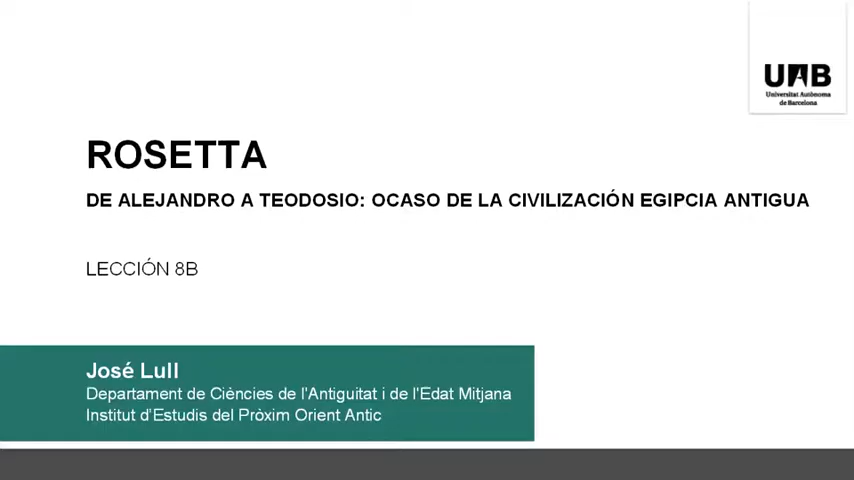 UAB
Universitat Autònoma
de Barcelona
ROSETTA
DE ALEJANDRO A TEODOSIO: OCASO DE LA CIVILIZACIÓN EGIPCIA ANTIGUA
LECCIÓN 8B
José Lull
Departament de Ciències de l'Antiguitat i de l'Edat Mitjana
Institut d'Estudis del Pròxim Orient Antic